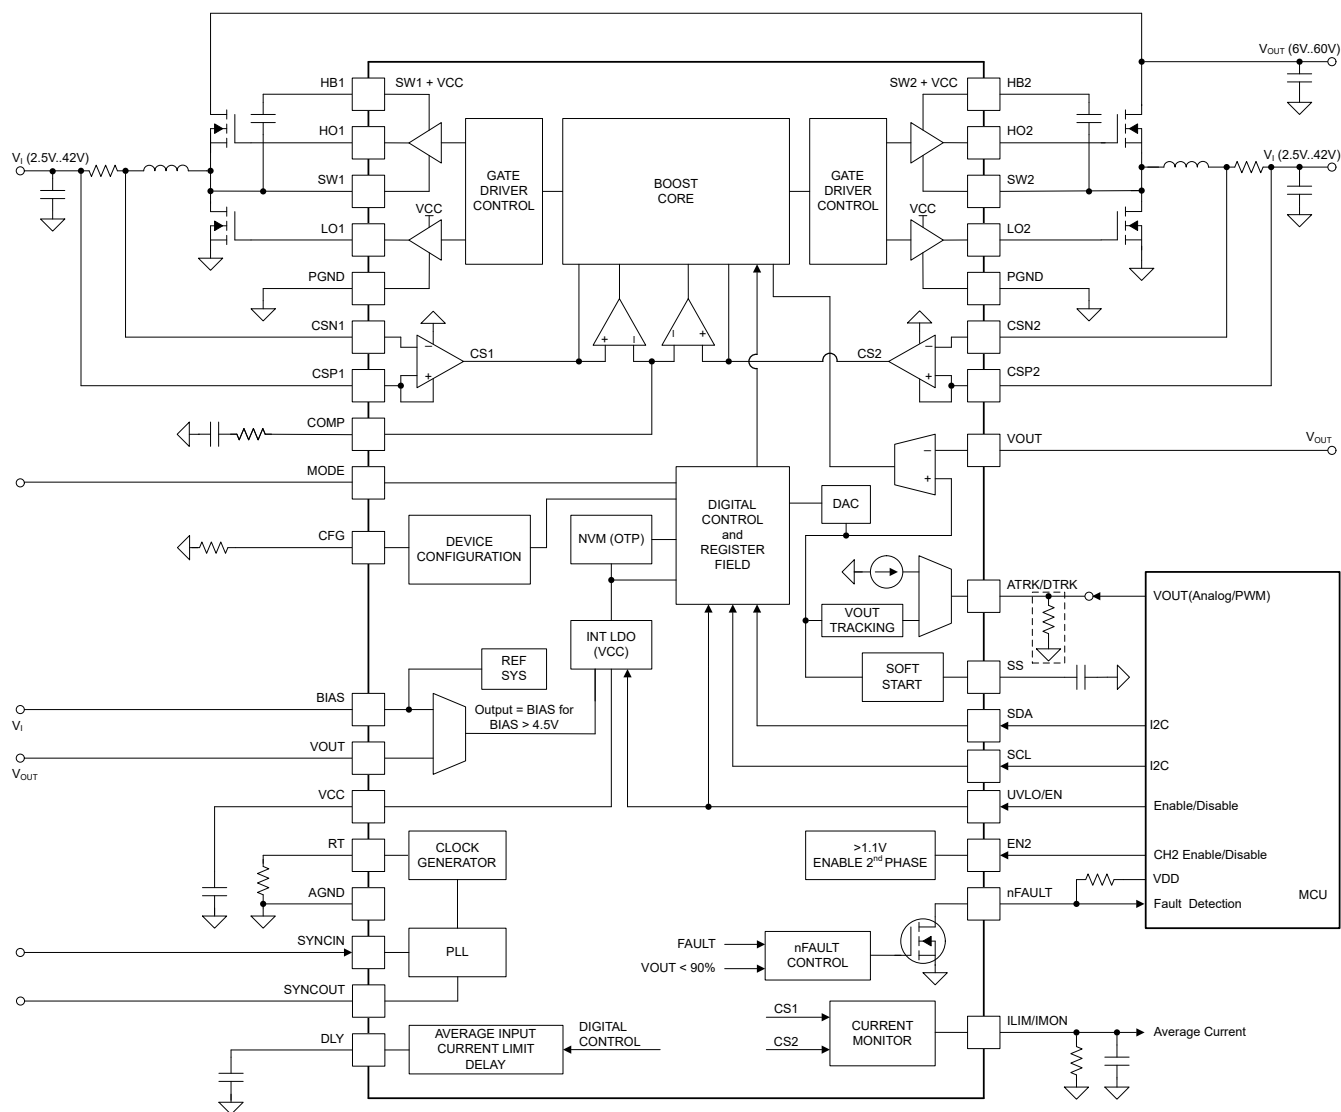 VOUT (6V..60V)
HB1
SW1 + VCC
SW2 + VCC
HB2
HO1
HO2
VI (2.5V..42V)
VI (2.5V..42V)
GATE
DRIVER
CONTROL
BOOST
CORE
GATE
DRIVER
CONTROL
SW1
SW2
VCC
VCC
LO1
LO2
PGND
PGND
CSN1
CSN2
−
+
CS1
+
−
−
+
CS2
−
+
CSP1
CSP2
COMP
VOUT
VOUT
−
+
MODE
DIGITAL
CONTROL
and
REGISTER
FIELD
DAC
CFG
DEVICE
CONFIGURATION
NVM (OTP)
ATRK/DTRK
VOUT(Analog/PWM)
VOUT
TRACKING
INT LDO
(VCC)
REF
SYS
SOFT
START
SS
BIAS
VI
Output = BIAS for
BIAS > 4.5V
SDA
I2C
VOUT
VOUT
SCL
I2C
VCC
UVLO/EN
Enable/Disable
RT
CLOCK
GENERATOR
>1.1V
ENABLE 2nd PHASE
EN2
CH2 Enable/Disable
VDD
AGND
nFAULT
Fault Detection
MCU
SYNCIN
PLL
FAULT
VOUT < 90%
nFAULT
CONTROL
SYNCOUT
CS1
CS2
CURRENT
MONITOR
ILIM/IMON
Average Current
DLY
AVERAGE INPUT
CURRENT LIMIT
DELAY
DIGITAL
CONTROL